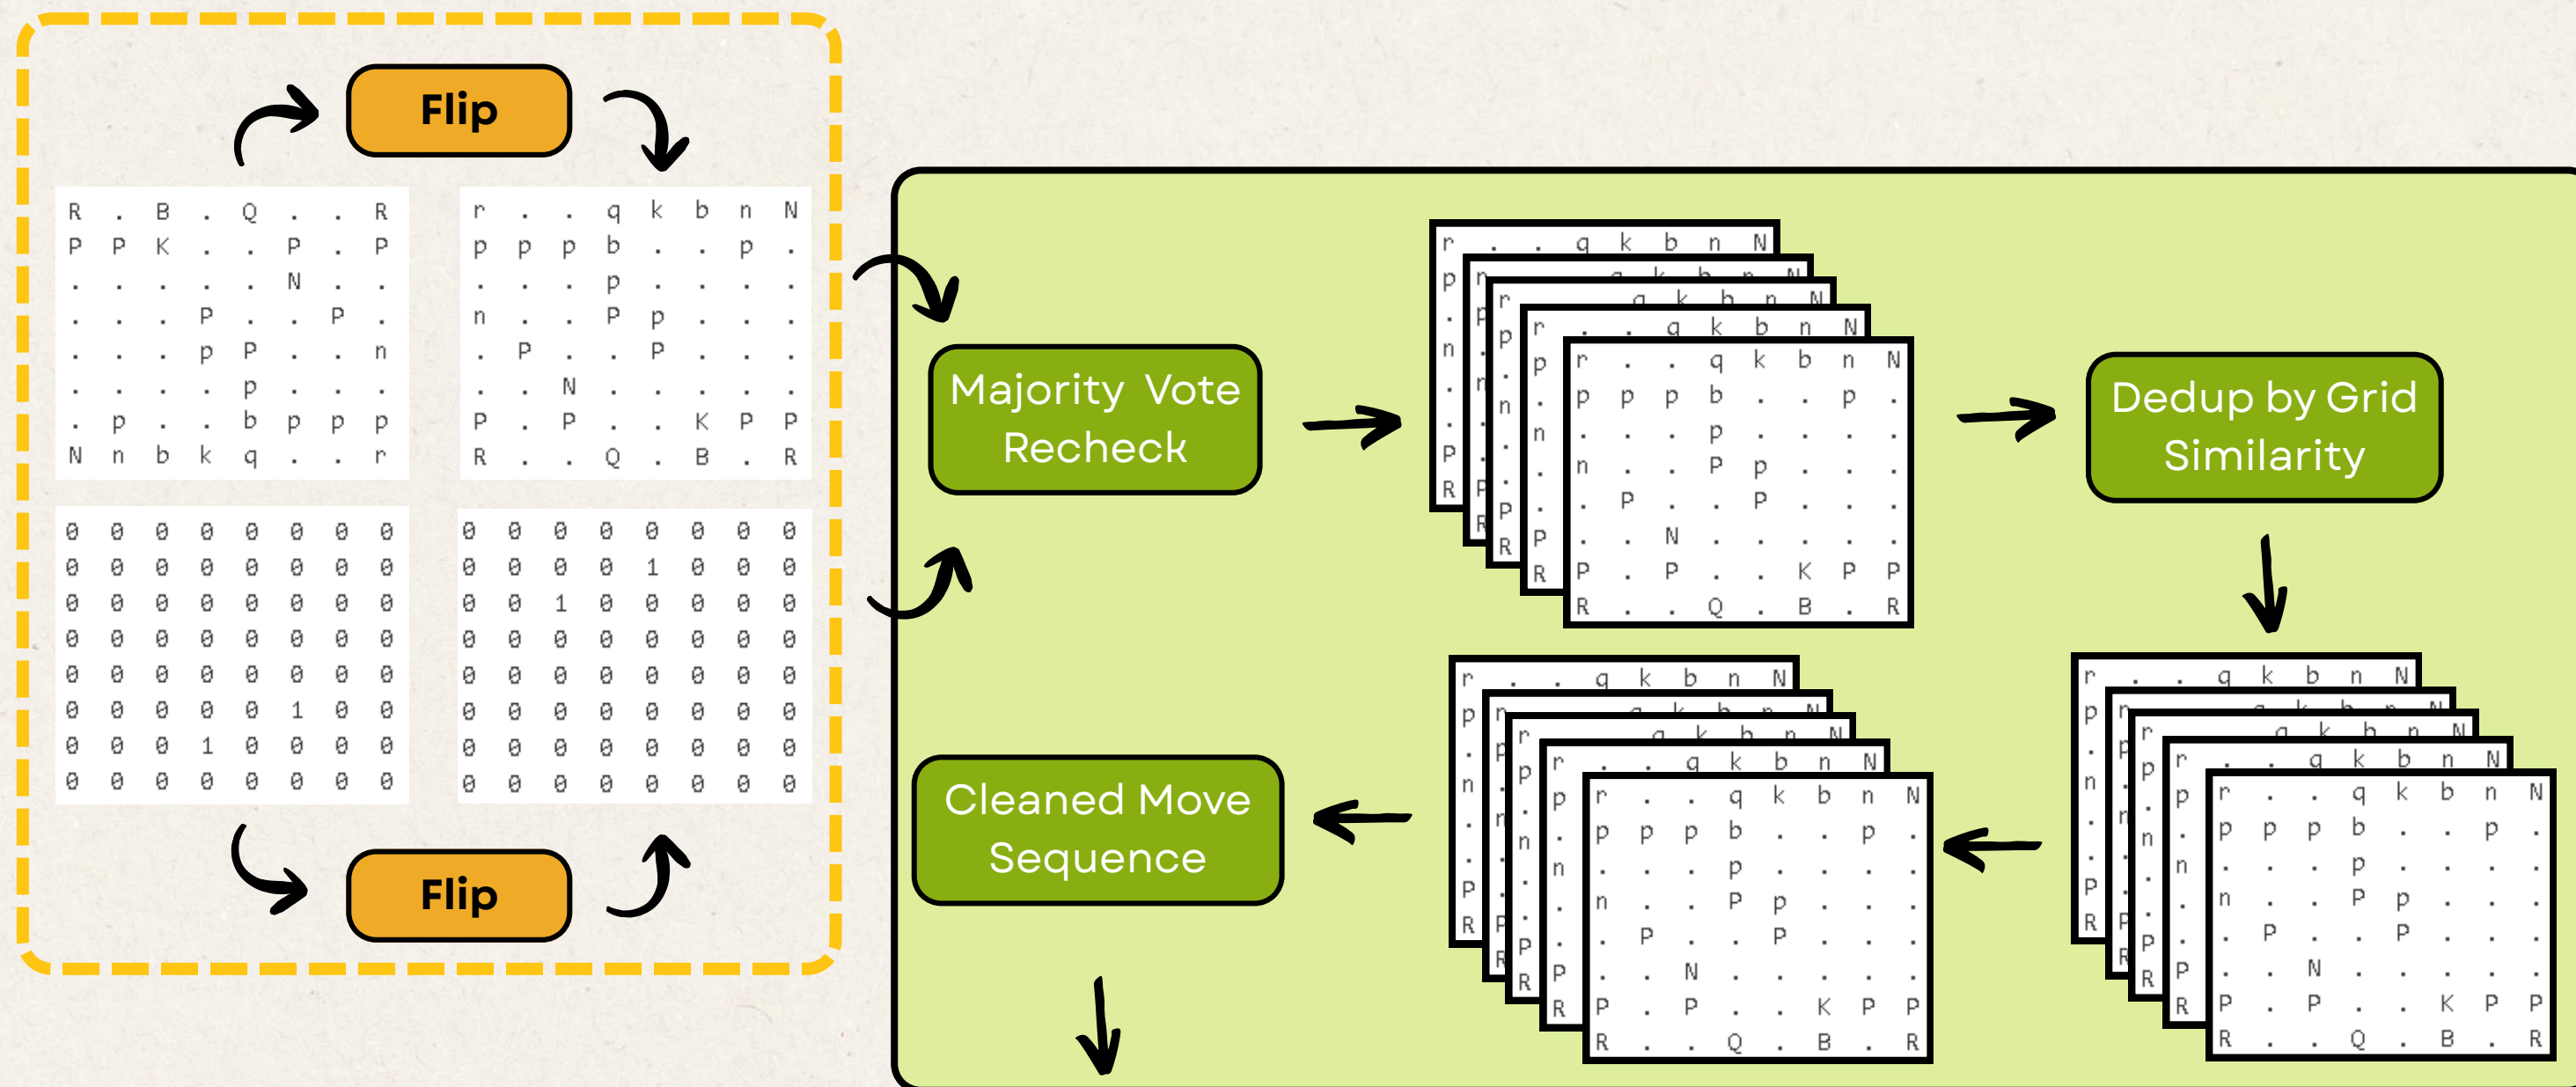 Flip
R . B . Q . . R
P P K . . P . P
. . . . . N . .
. . . P . . P .
. . . p P . . n
. . . . p . . .
. p . . b p p p
N n b k q . . r
r . . q k b n N
p p p b . . p .
. . . p . . . .
n . . P p . . .
. P . . P . . .
. . N . . . . .
P . P . . K P P
R . . Q . B . R
0 0 0 0 0 0 0 0
0 0 0 0 0 0 0 0
0 0 0 0 0 0 0 0
0 0 0 0 0 0 0 0
0 0 0 0 0 0 0 0
0 0 0 0 0 1 0 0
0 0 0 1 0 0 0 0
0 0 0 0 0 0 0 0
0 0 0 0 0 0 0 0
0 0 0 0 1 0 0 0
0 0 1 0 0 0 0 0
0 0 0 0 0 0 0 0
0 0 0 0 0 0 0 0
0 0 0 0 0 0 0 0
0 0 0 0 0 0 0 0
0 0 0 0 0 0 0 0
Flip
Majority Vote
Recheck
r . . q k b n N
r . . q k b n N
r . . q k b n N
p p p b . . p .
. . . p . . . .
n . . P p . . .
. P . . P . . .
. . N . . . . .
P . P . . K P P
R . . Q . B . R
Dedup by Grid
Similarity
r . . q k b n N
r . . q k b n N
r . . q k b n N
p p p b . . p .
. . . p . . . .
n . . P p . . .
. P . . P . . .
. . N . . . . .
P . P . . K P P
R . . Q . B . R
r . . q k b n N
r . . q k b n N
r . . q k b n N
p p p b . . p .
. . . p . . . .
n . . P p . . .
. P . . P . . .
. . N . . . . .
P . P . . K P P
R . . Q . B . R
Cleaned Move
Sequence